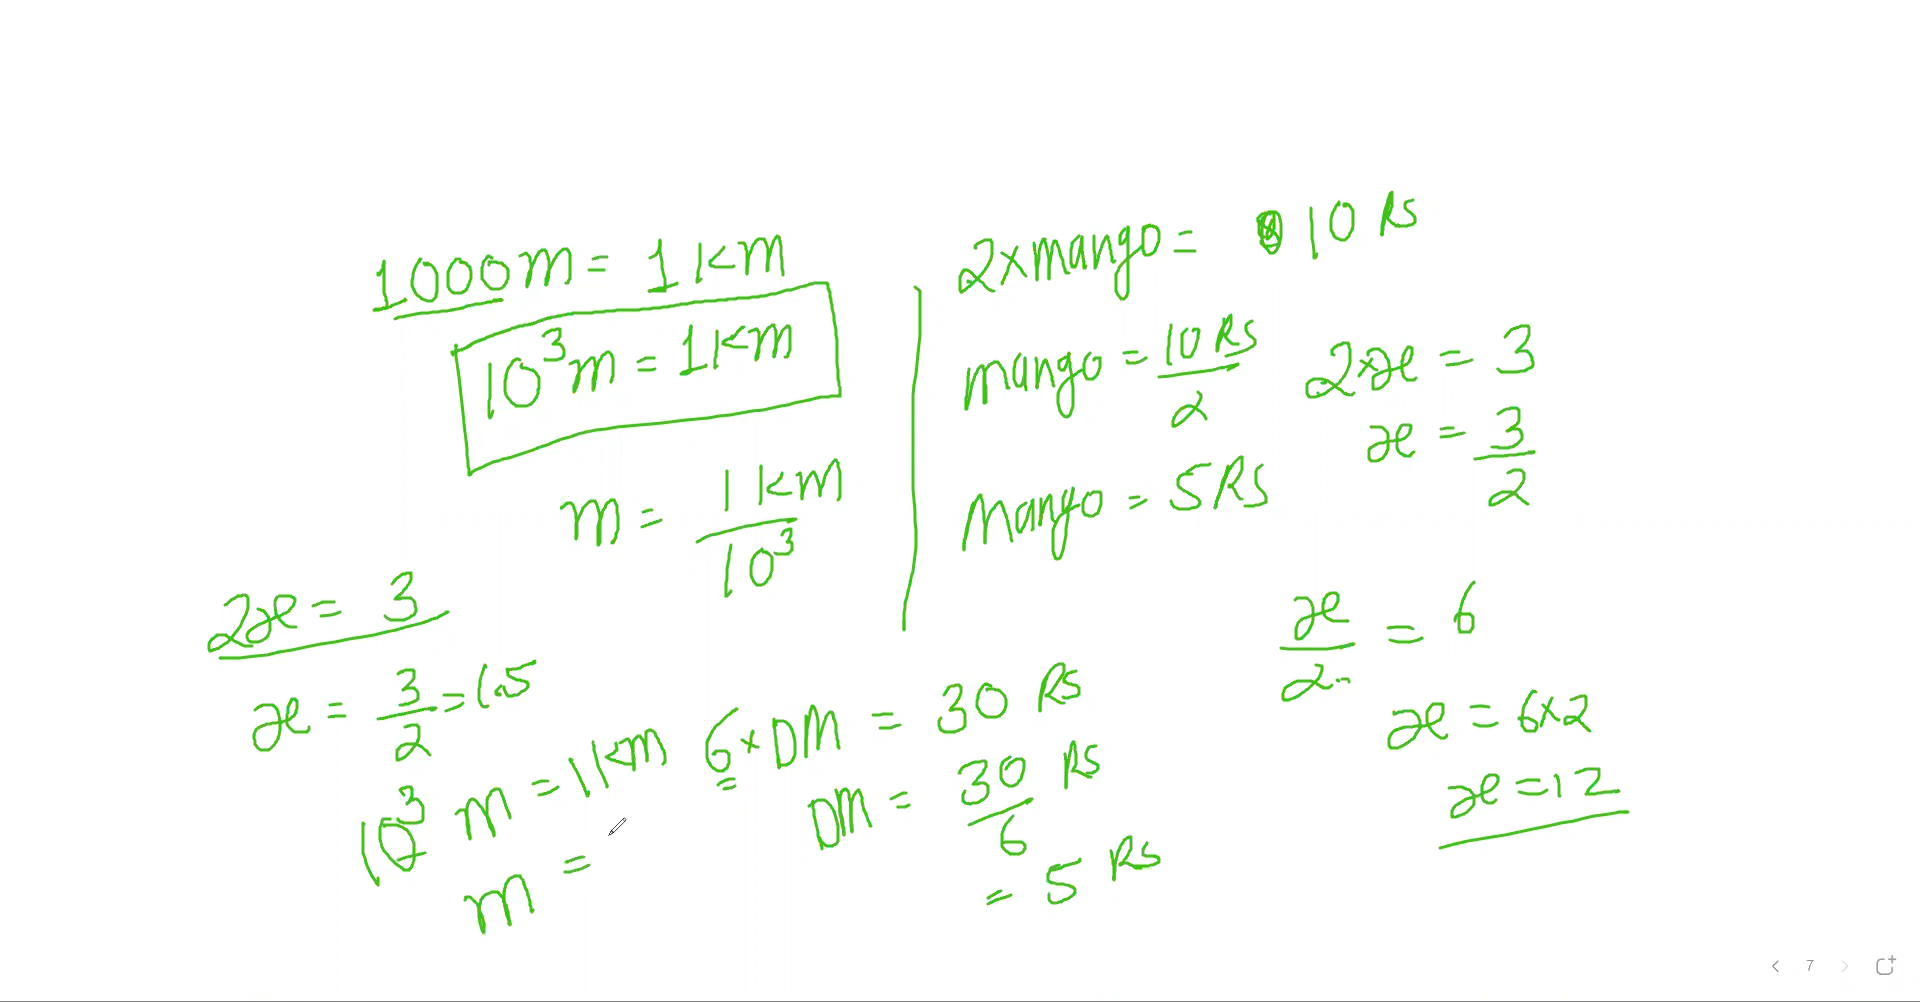 1000m = 1km
10³m = 1km
m = 1km/10³
2x = 3
x = 3/2 = 1.5
10³ m = 1km
m =
2×mango = 10 Rs
mango = 10 Rs/2
mango = 5 Rs
2×x = 3
x = 3/2
6×DM = 30 Rs
DM = 30 Rs/6
= 5 Rs
x/2 = 6
x = 6×2
x = 12
7